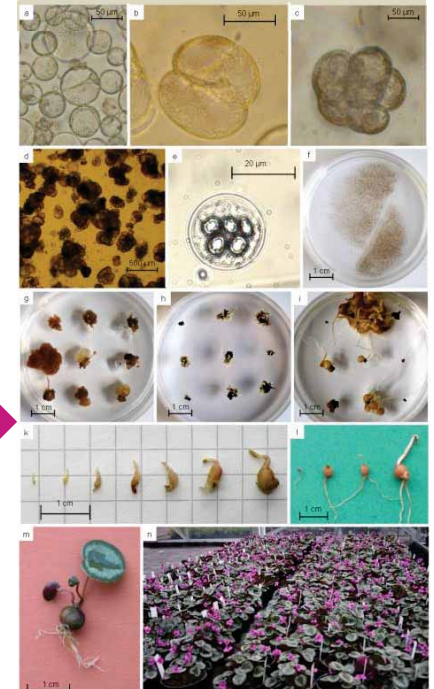 a 50 µm
b 50 µm
c 50 µm
d 500 µm
e 20 µm
f 1 cm
g 1 cm
h 1 cm
i 1 cm
k 1 cm
l 1 cm
m 1 cm
n